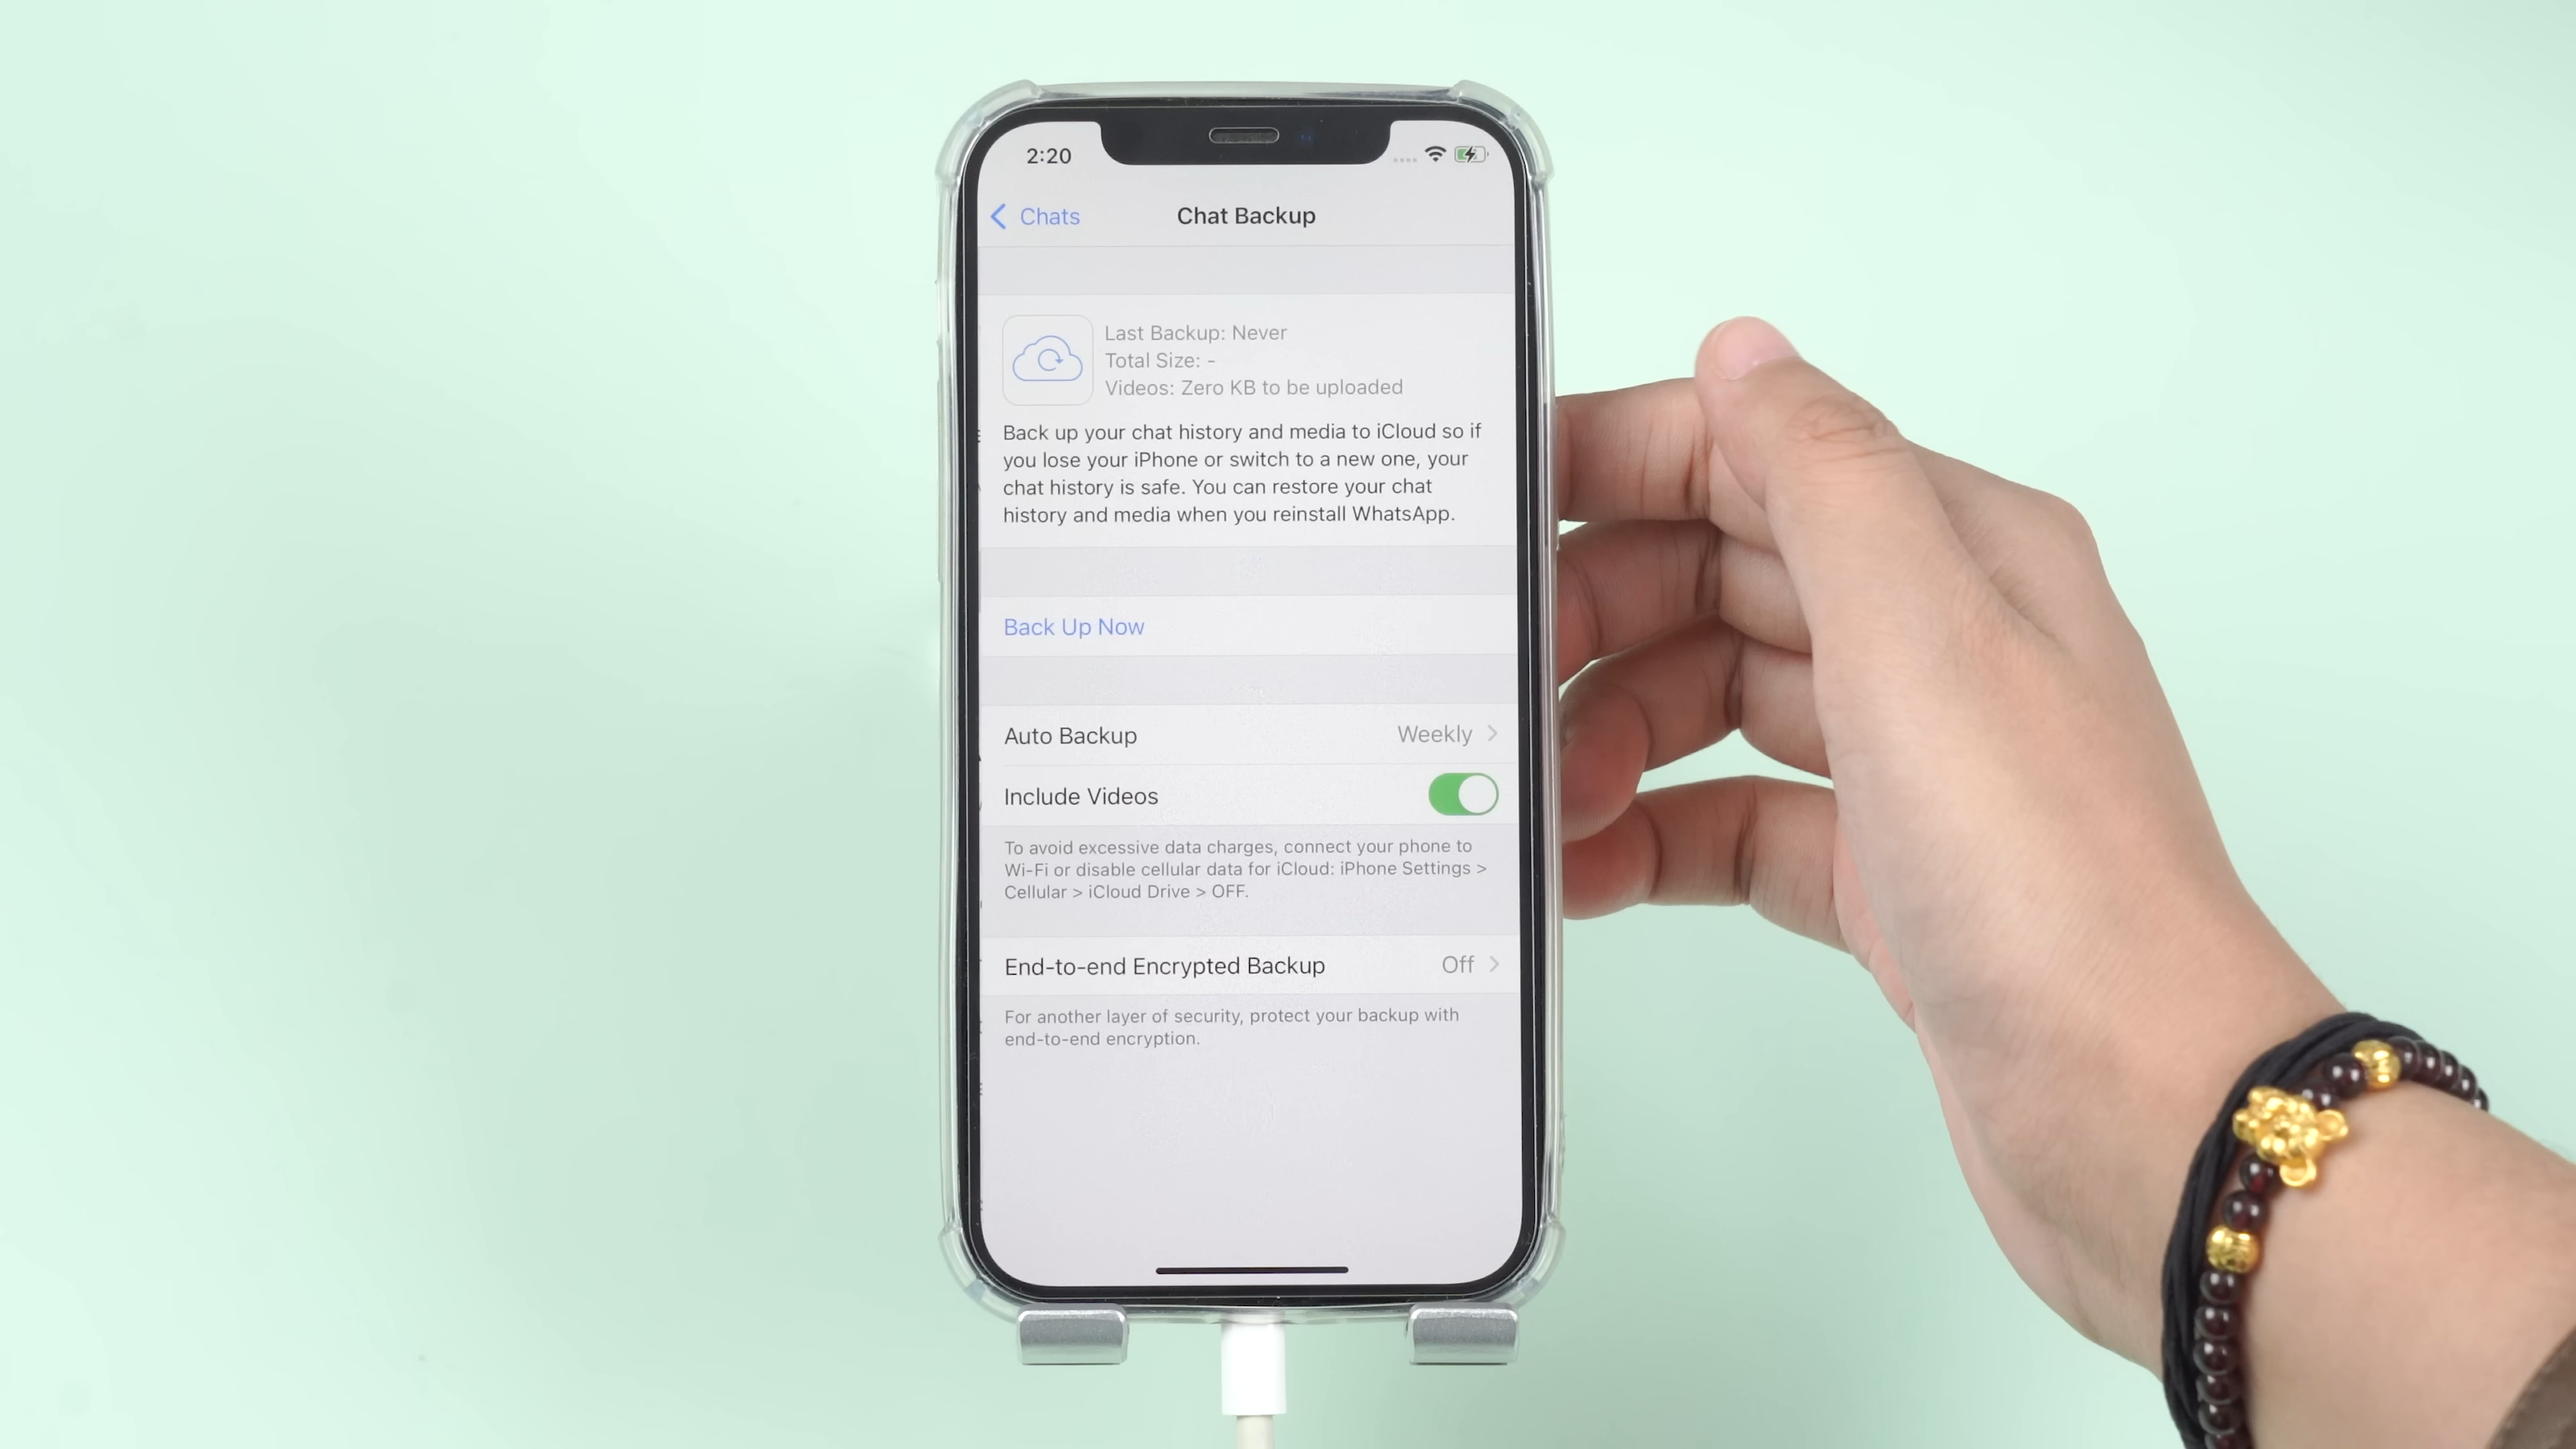 2:20
Chats
Chat Backup
Last Backup: Never
Total Size: -
Videos: Zero KB to be uploaded
Back up your chat history and media to iCloud so if
you lose your iPhone or switch to a new one, your
chat history is safe. You can restore your chat
history and media when you reinstall WhatsApp.
Back Up Now
Auto Backup Weekly
Include Videos
To avoid excessive data charges, connect your phone to
Wi-Fi or disable cellular data for iCloud: iPhone Settings >
Cellular > iCloud Drive > OFF.
End-to-end Encrypted Backup Off
For another layer of security, protect your backup with
end-to-end encryption.